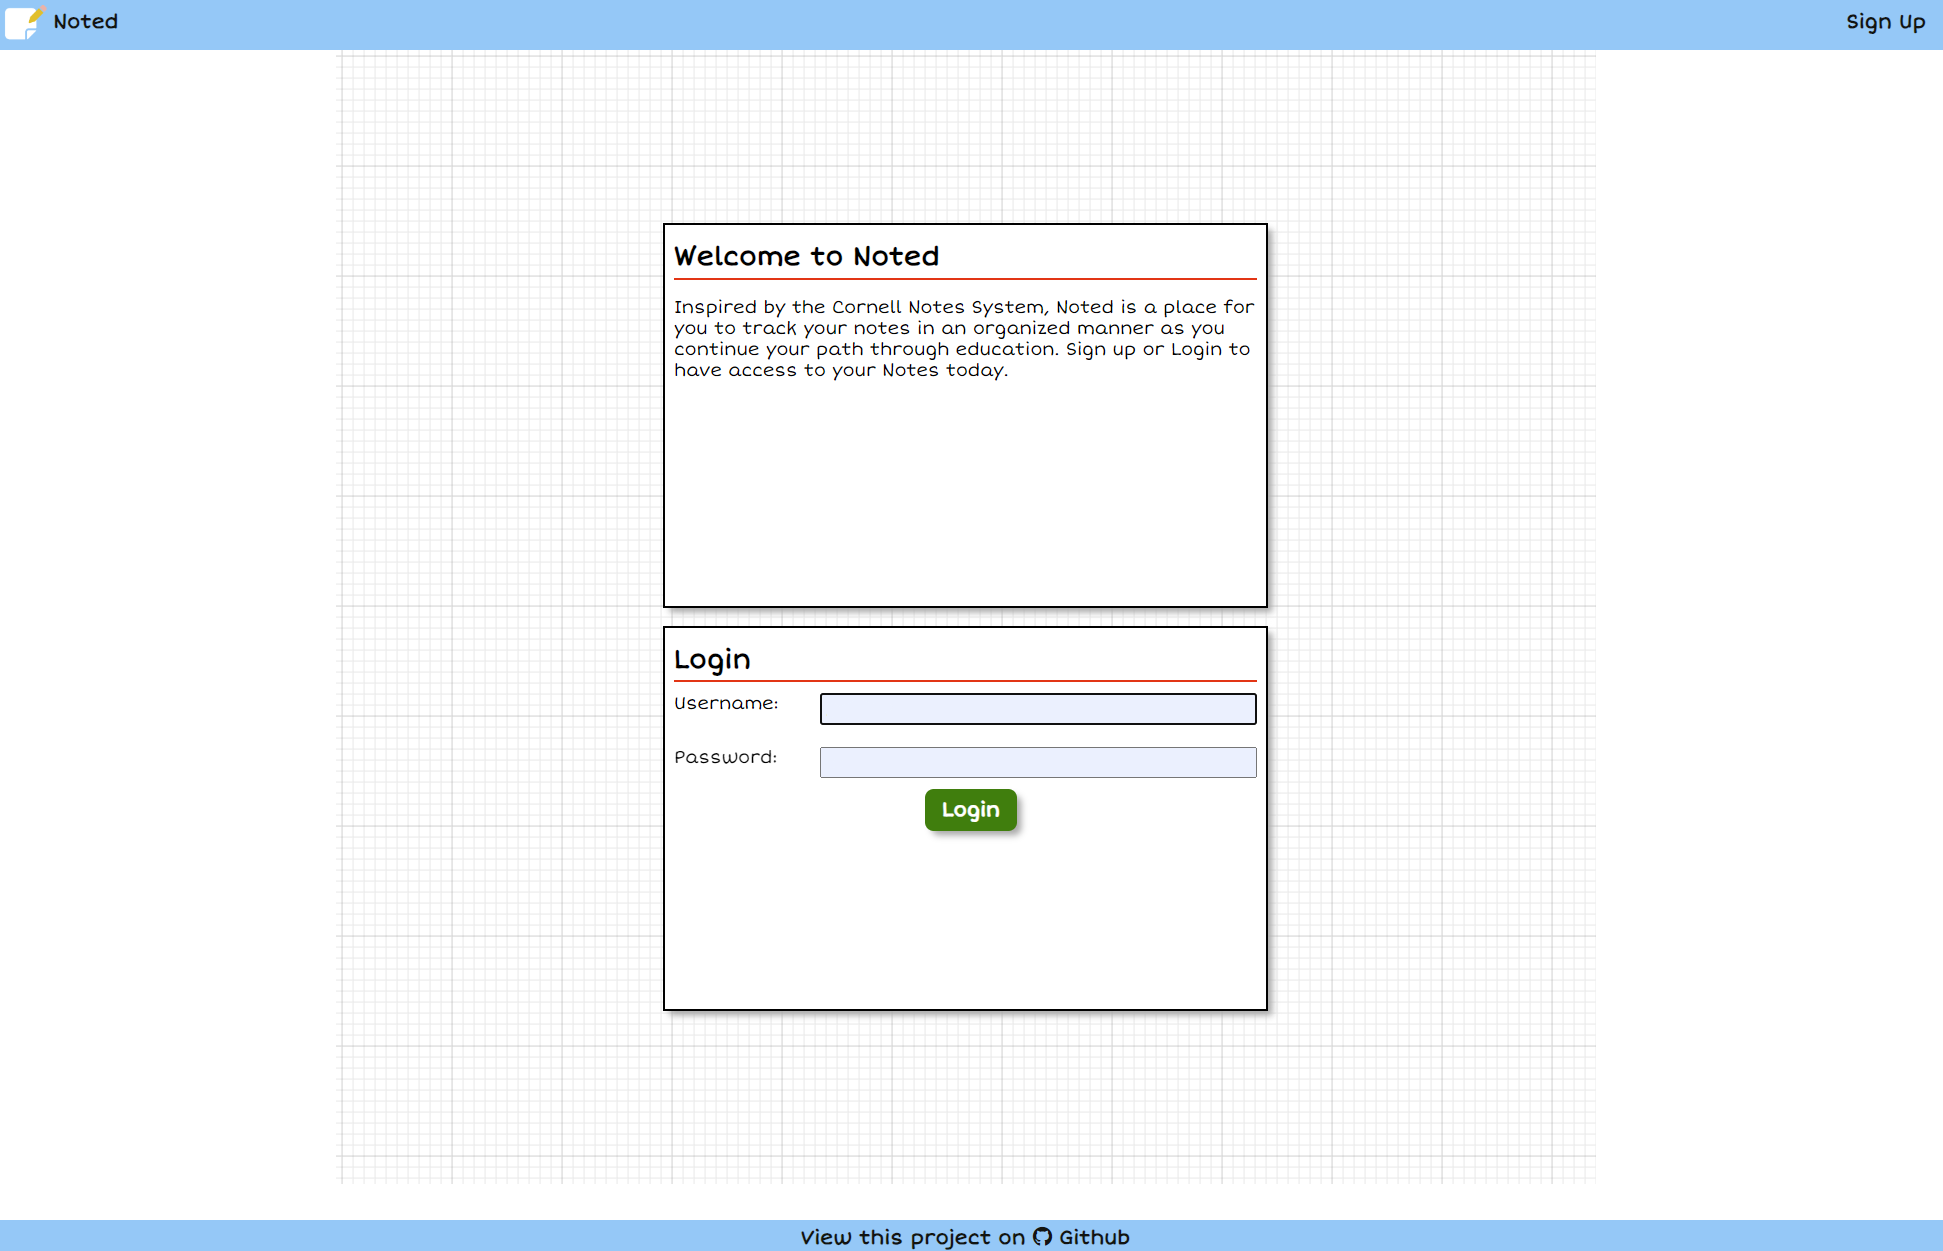 Noted
Sign Up
Welcome to Noted
Inspired by the Cornell Notes System, Noted is a place for
you to track your notes in an organized manner as you
continue your path through education. Sign up or Login to
have access to your Notes today.
Login
Username:
Password:
Login
View this project on Github